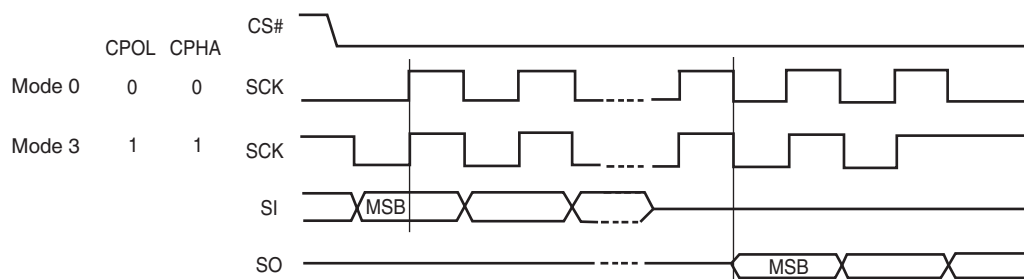 CS#
CPOL CPHA
Mode 0 0 0 SCK
Mode 3 1 1 SCK
SI MSB
SO MSB